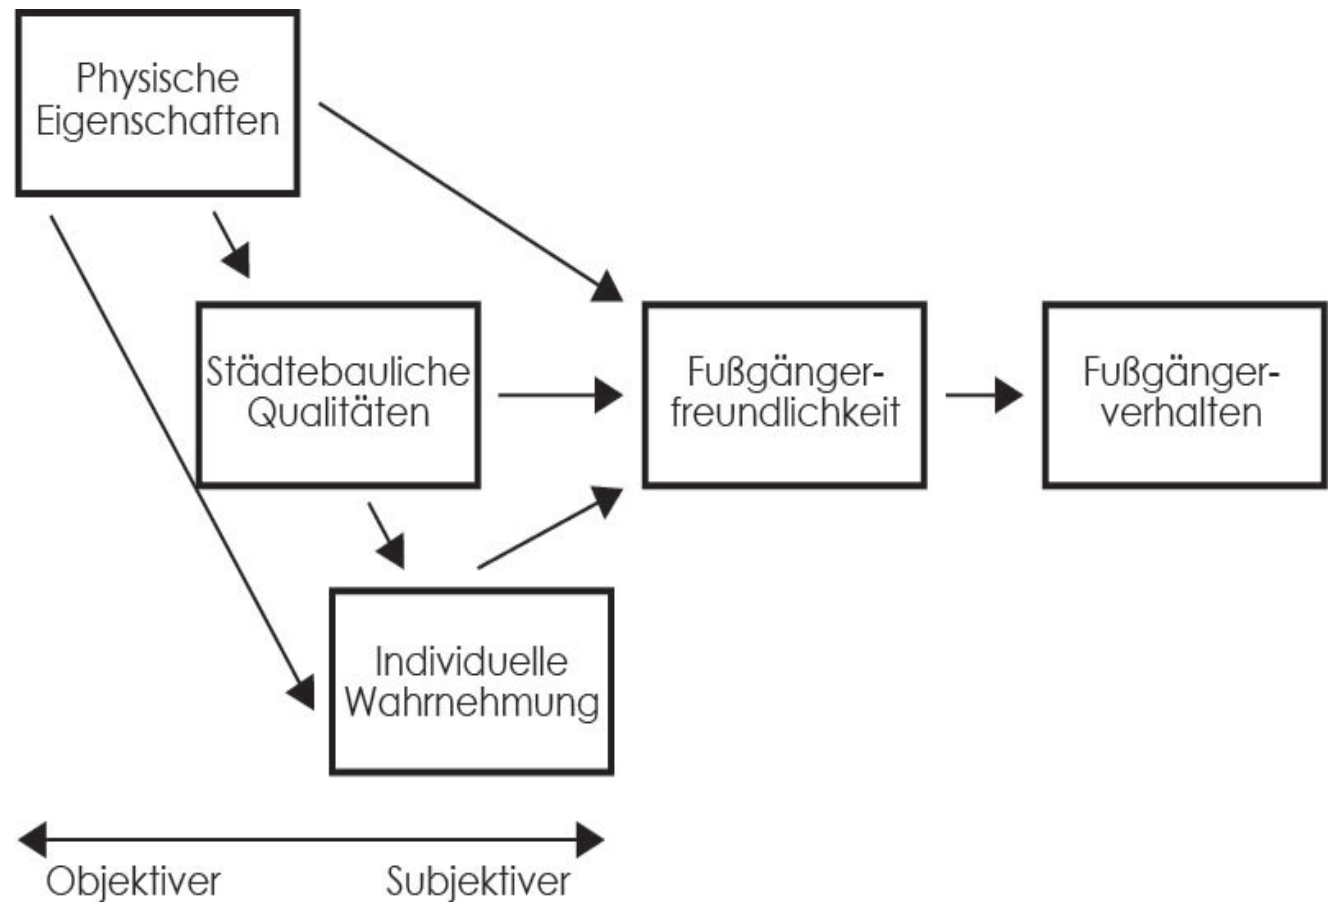 Physische
Eigenschaften
Städtebauliche
Qualitäten
Fußgänger-
freundlichkeit
Fußgänger-
verhalten
Individuelle
Wahrnehmung
Objektiver
Subjektiver